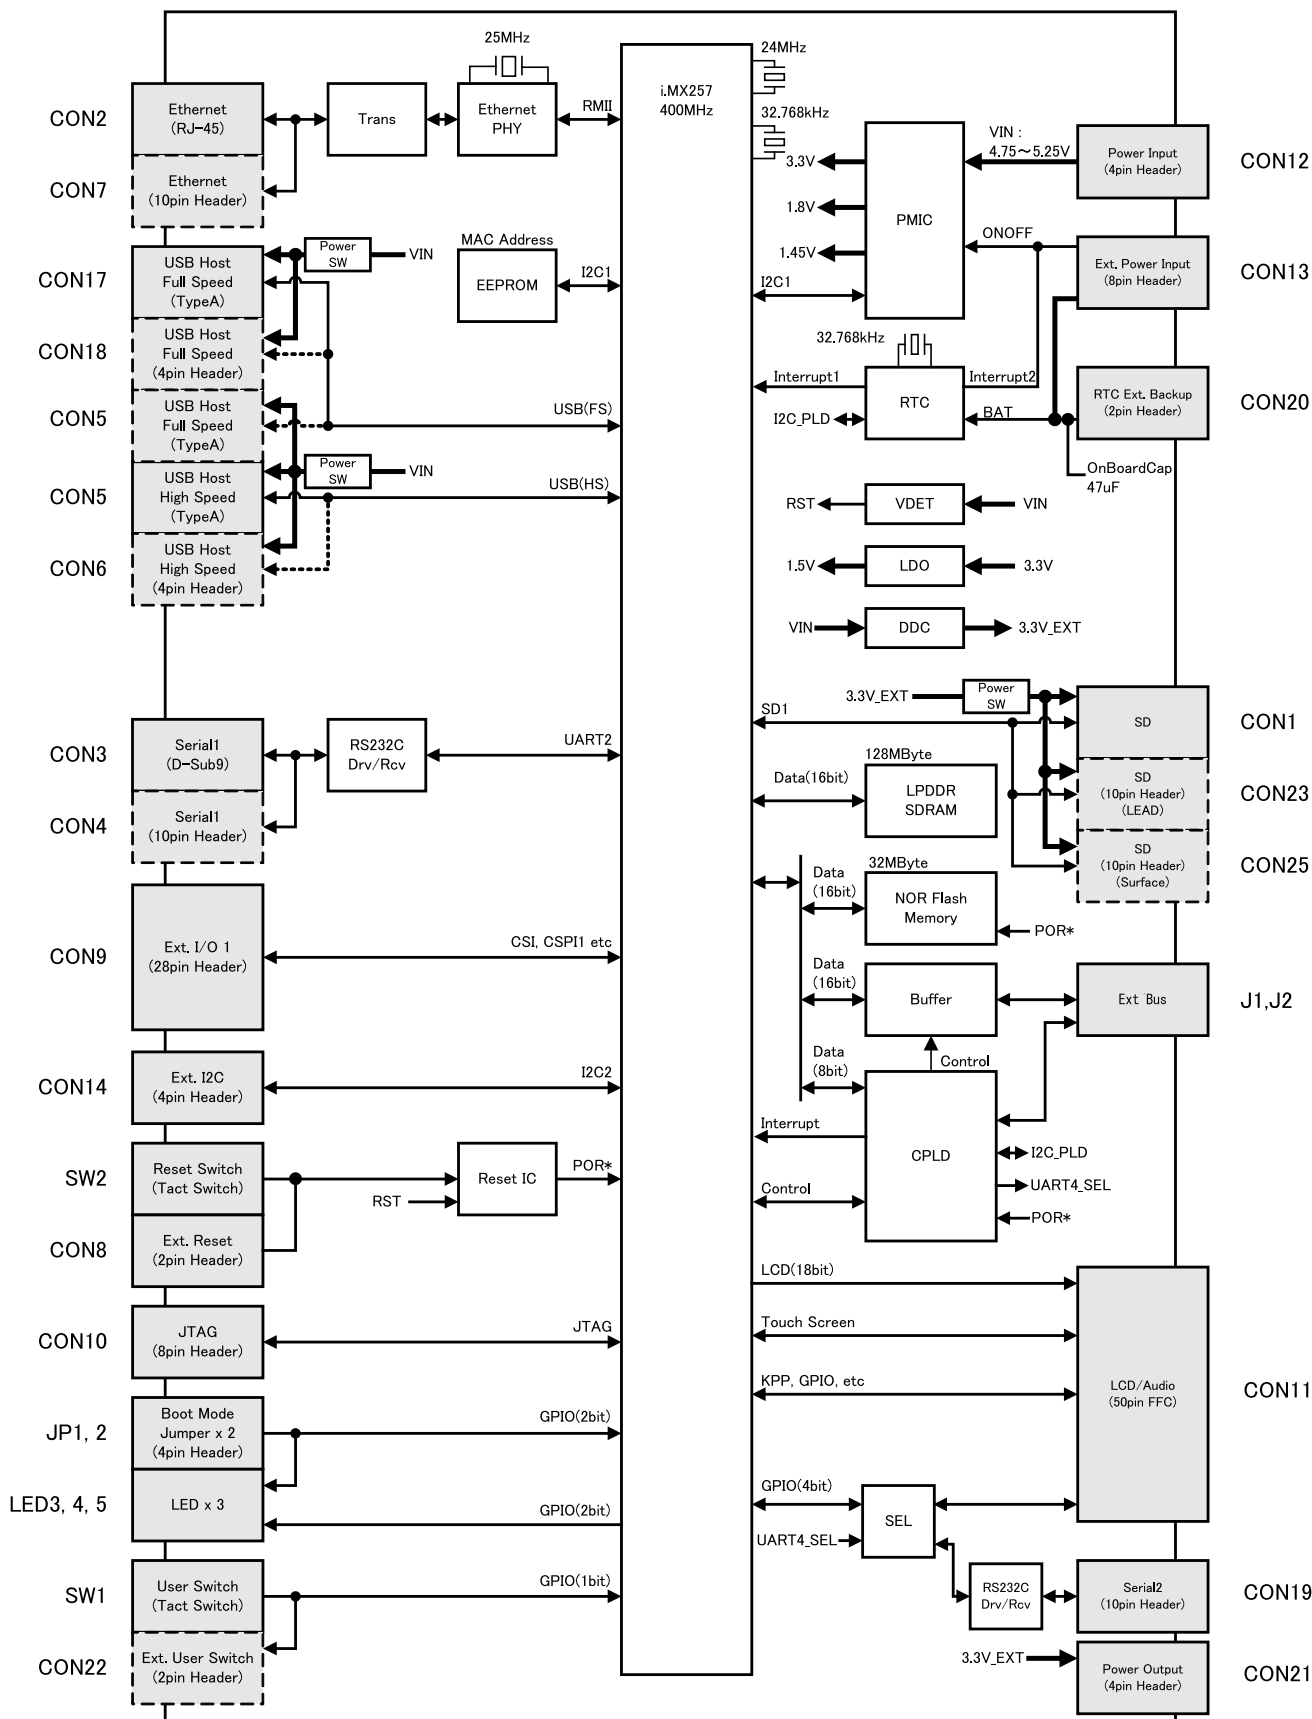 25MHz
i.MX257
400MHz
24MHz
32.768kHz
CON2
Ethernet
(RJ-45)
Trans
Ethernet
PHY
RMII
CON7
Ethernet
(10pin Header)
CON17
USB Host
Full Speed
(TypeA)
Power
SW
VIN
MAC Address
EEPROM
I2C1
CON18
USB Host
Full Speed
(4pin Header)
CON5
USB Host
Full Speed
(TypeA)
USB(FS)
CON5
USB Host
High Speed
(TypeA)
Power
SW
VIN
USB(HS)
CON6
USB Host
High Speed
(4pin Header)
CON3
Serial1
(D-Sub9)
RS232C
Drv/Rcv
UART2
CON4
Serial1
(10pin Header)
CON9
Ext. I/O 1
(28pin Header)
CSI, CSPI1 etc
CON14
Ext. I2C
(4pin Header)
I2C2
SW2
Reset Switch
(Tact Switch)
RST
Reset IC
POR*
CON8
Ext. Reset
(2pin Header)
CON10
JTAG
(8pin Header)
JTAG
JP1, 2
Boot Mode
Jumper x 2
(4pin Header)
GPIO(2bit)
LED3, 4, 5
LED x 3
GPIO(2bit)
SW1
User Switch
(Tact Switch)
GPIO(1bit)
CON22
Ext. User Switch
(2pin Header)
3.3V
1.8V
1.45V
I2C1
PMIC
VIN :
4.75～5.25V
Power Input
(4pin Header)
CON12
ONOFF
Ext. Power Input
(8pin Header)
CON13
32.768kHz
Interrupt1
I2C_PLD
RTC
Interrupt2
BAT
RTC Ext. Backup
(2pin Header)
CON20
OnBoardCap
47uF
RST
VDET
VIN
1.5V
LDO
3.3V
VIN
DDC
3.3V_EXT
3.3V_EXT
Power
SW
SD1
SD
CON1
128MByte
Data(16bit)
LPDDR
SDRAM
SD
(10pin Header)
(LEAD)
CON23
32MByte
Data
(16bit)
NOR Flash
Memory
POR*
SD
(10pin Header)
(Surface)
CON25
Data
(16bit)
Buffer
Ext Bus
J1,J2
Data
(8bit)
Control
Interrupt
CPLD
I2C_PLD
UART4_SEL
Control
POR*
LCD(18bit)
Touch Screen
KPP, GPIO, etc
LCD/Audio
(50pin FFC)
CON11
GPIO(4bit)
SEL
UART4_SEL
RS232C
Drv/Rcv
Serial2
(10pin Header)
CON19
3.3V_EXT
Power Output
(4pin Header)
CON21